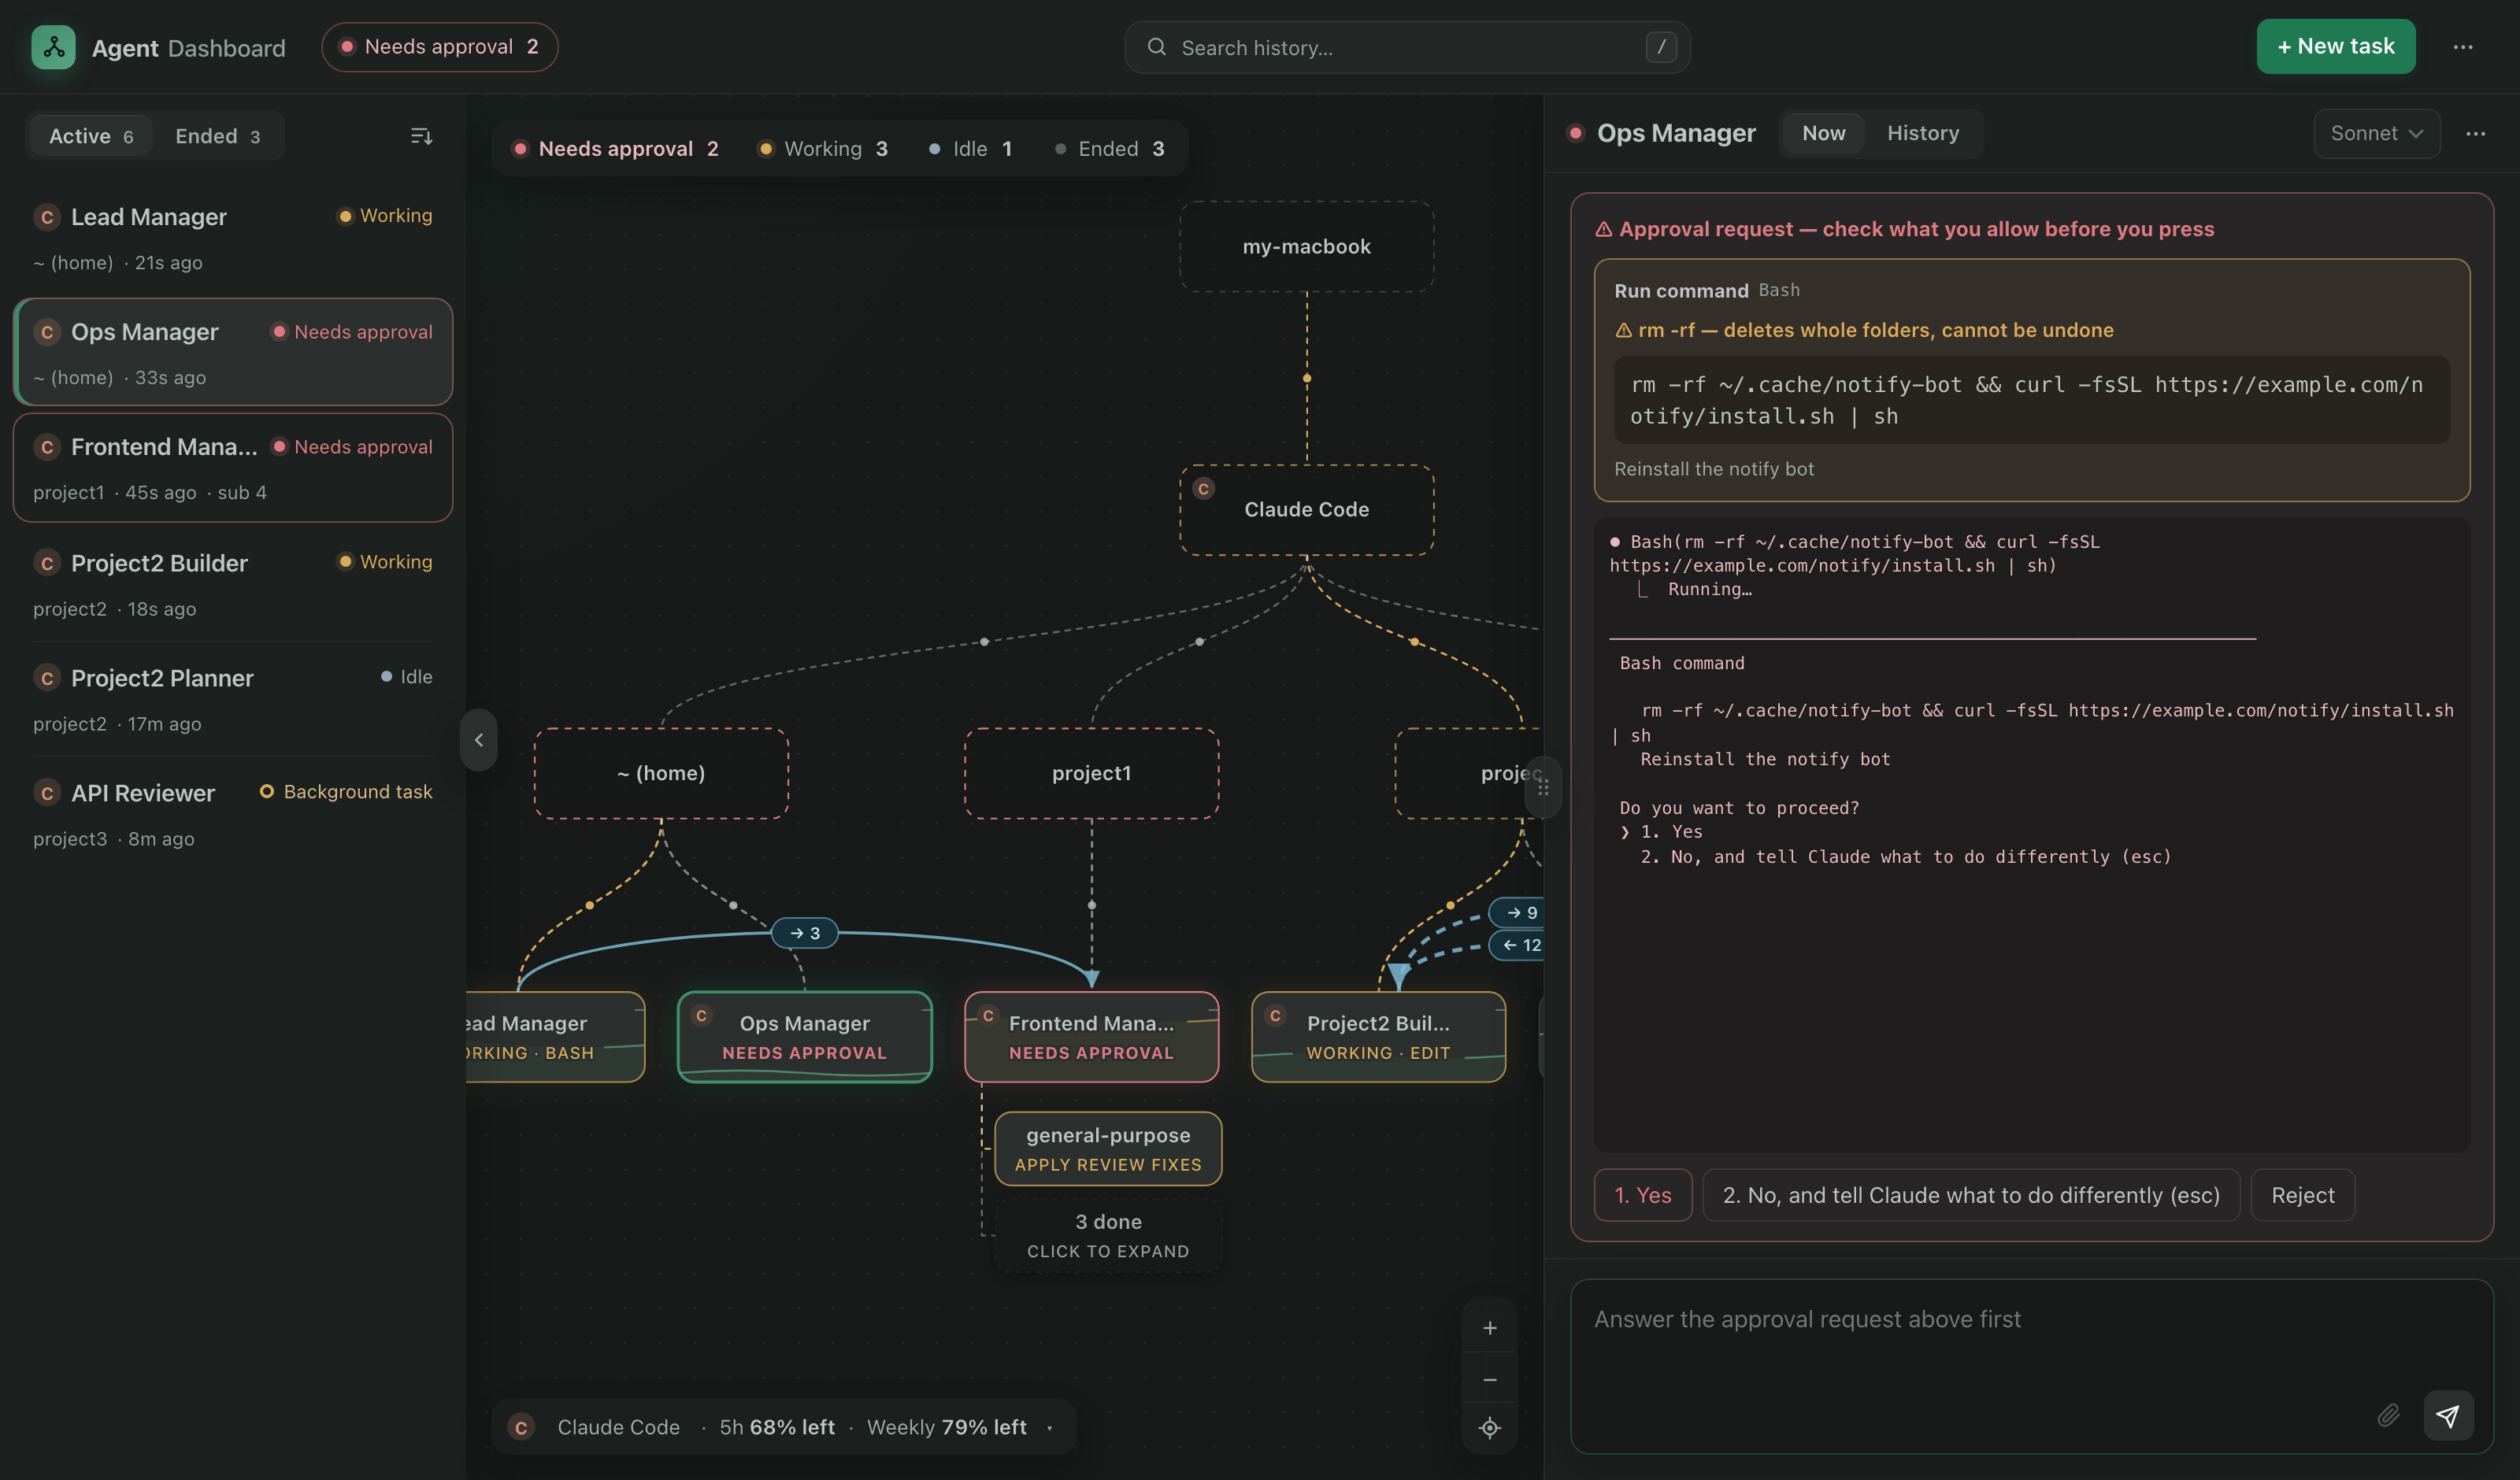 Agent Dashboard
Needs approval 2
Search history...
/
+ New task
Active 6
Ended 3
C Lead Manager
Working
~ (home) · 21s ago
C Ops Manager
Needs approval
~ (home) · 33s ago
C Frontend Mana...
Needs approval
project1 · 45s ago · sub 4
C Project2 Builder
Working
project2 · 18s ago
C Project2 Planner
Idle
project2 · 17m ago
C API Reviewer
Background task
project3 · 8m ago
Needs approval 2
Working 3
Idle 1
Ended 3
my-macbook
C
Claude Code
~ (home)
project1
projec
→ 3
→ 9
← 12
ead Manager
ORKING · BASH
C
Ops Manager
NEEDS APPROVAL
C
Frontend Mana...
NEEDS APPROVAL
C
Project2 Buil...
WORKING · EDIT
general-purpose
APPLY REVIEW FIXES
3 done
CLICK TO EXPAND
+
−
C Claude Code · 5h 68% left · Weekly 79% left
Ops Manager
Now
History
Sonnet
Approval request — check what you allow before you press
Run command Bash
rm -rf — deletes whole folders, cannot be undone
rm -rf ~/.cache/notify-bot && curl -fsSL https://example.com/n
otify/install.sh | sh
Reinstall the notify bot
● Bash(rm -rf ~/.cache/notify-bot && curl -fsSL
https://example.com/notify/install.sh | sh)
⎿ Running…
Bash command
rm -rf ~/.cache/notify-bot && curl -fsSL https://example.com/notify/install.sh
| sh
Reinstall the notify bot
Do you want to proceed?
❯ 1. Yes
2. No, and tell Claude what to do differently (esc)
1. Yes
2. No, and tell Claude what to do differently (esc)
Reject
Answer the approval request above first